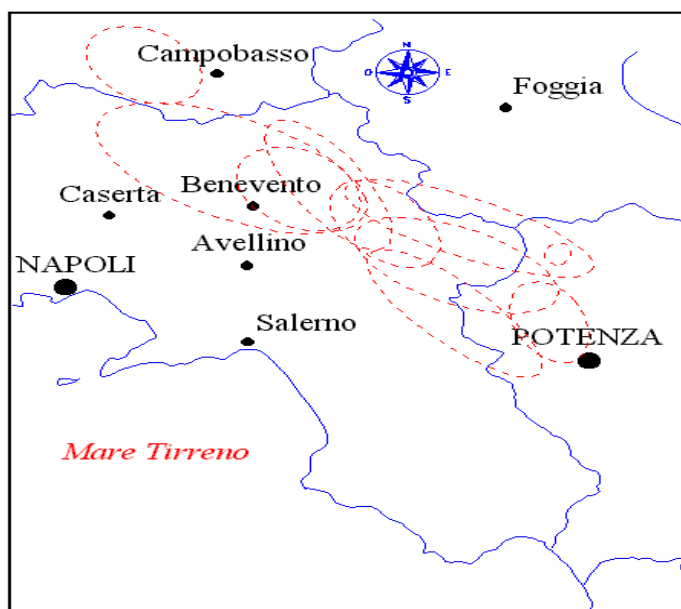 Campobasso
N
O E
S
Foggia
Benevento
Caserta
Avellino
NAPOLI
Salerno
POTENZA
Mare Tirreno